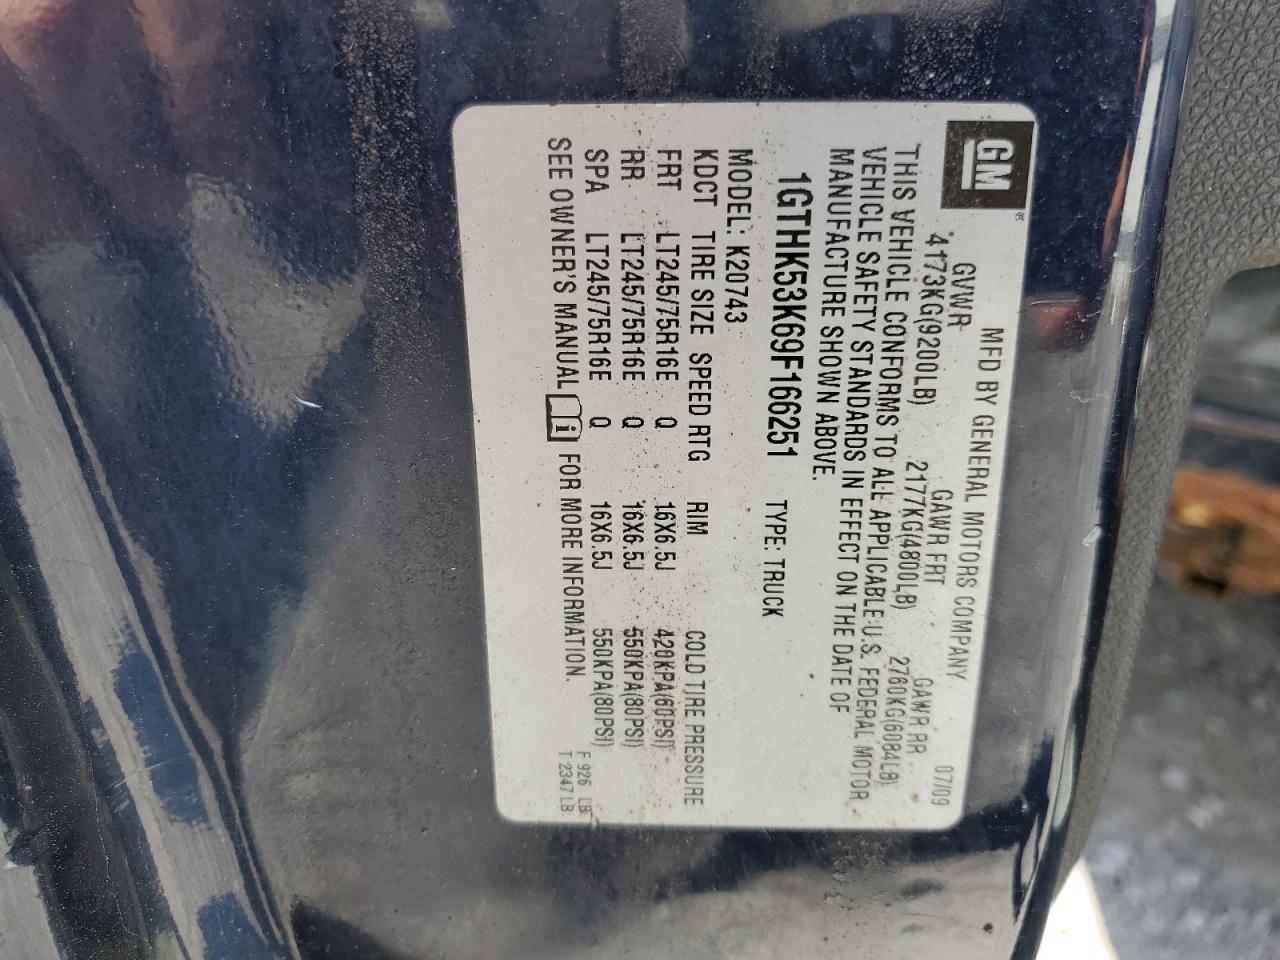 GM
MFD BY GENERAL MOTORS COMPANY 07/09
GVWR GAWR FRT GAWR RR
4173KG(9200LB) 2177KG(4800LB) 2760KG(6084LB)
THIS VEHICLE CONFORMS TO ALL APPLICABLE U.S. FEDERAL MOTOR
VEHICLE SAFETY STANDARDS IN EFFECT ON THE DATE OF
MANUFACTURE SHOWN ABOVE.
1GTHK53K69F166251 TYPE: TRUCK
MODEL: K20743
KDCT TIRE SIZE SPEED RTG RIM COLD TIRE PRESSURE
FRT LT245/75R16E Q 16X6.5J 420KPA(60PSI)
RR LT245/75R16E Q 16X6.5J 550KPA(80PSI)
SPA LT245/75R16E Q 16X6.5J 550KPA(80PSI)
SEE OWNER'S MANUAL i FOR MORE INFORMATION.
F 926 LB
T 2347 LB